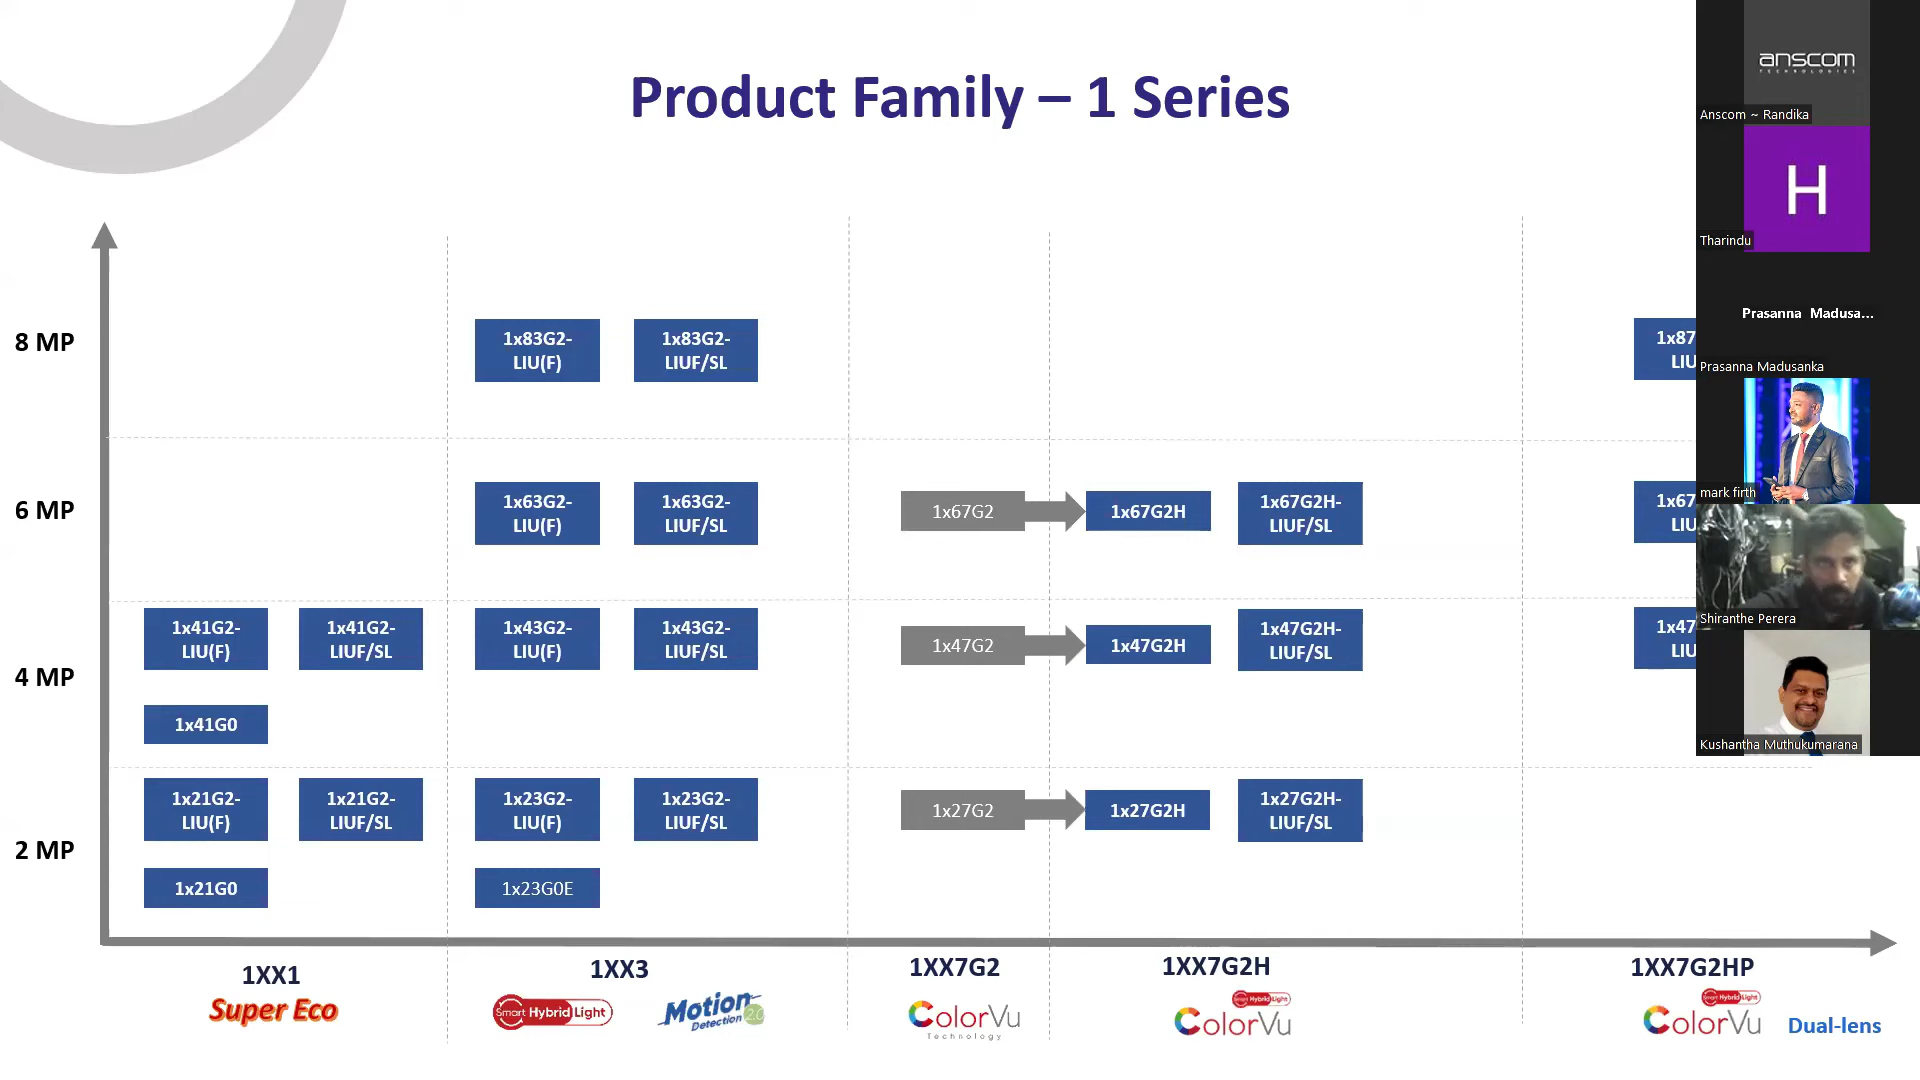 Product Family – 1 Series
anscom
TECHNOLOGIES
Anscom ~ Randika
H
Tharindu
Prasanna Madusa...
Prasanna Madusanka
mark firth
Shiranthe Perera
Kushantha Muthukumarana
8 MP
1x83G2-
LIU(F)
1x83G2-
LIUF/SL
1x87
LIU
6 MP
1x63G2-
LIU(F)
1x63G2-
LIUF/SL
1x67G2
1x67G2H
1x67G2H-
LIUF/SL
1x67
LIU
4 MP
1x41G2-
LIU(F)
1x41G2-
LIUF/SL
1x43G2-
LIU(F)
1x43G2-
LIUF/SL
1x47G2
1x47G2H
1x47G2H-
LIUF/SL
1x47
LIU
1x41G0
2 MP
1x21G2-
LIU(F)
1x21G2-
LIUF/SL
1x23G2-
LIU(F)
1x23G2-
LIUF/SL
1x27G2
1x27G2H
1x27G2H-
LIUF/SL
1x21G0
1x23G0E
1XX1
Super Eco
1XX3
Smart Hybrid Light
Motion
Detection 2.0
1XX7G2
ColorVu
Technology
1XX7G2H
Smart Hybrid Light
ColorVu
1XX7G2HP
Smart Hybrid Light
ColorVu
Dual-lens